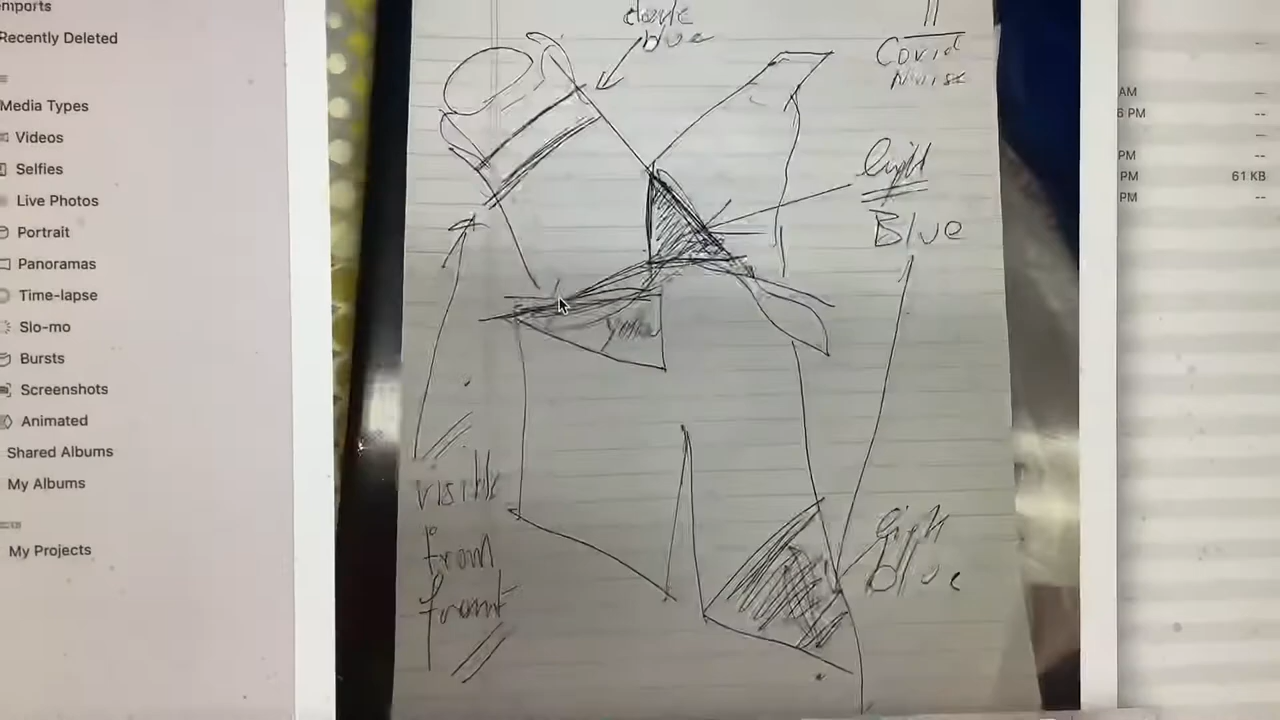 Imports
Recently Deleted
Media Types
Videos
Selfies
Live Photos
Portrait
Panoramas
Time-lapse
Slo-mo
Bursts
Screenshots
Animated
Shared Albums
My Albums
My Projects
dark
blue
11
Covid
Nurse
light
Blue
visible
from
front
light
blue
AM
6 PM
PM
PM
PM
--
--
--
--
61 KB
--